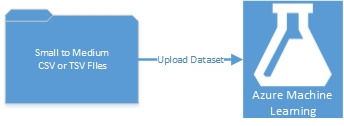 Small to Medium
CSV or TSV FIles
Upload Dataset
Azure Machine
Learning